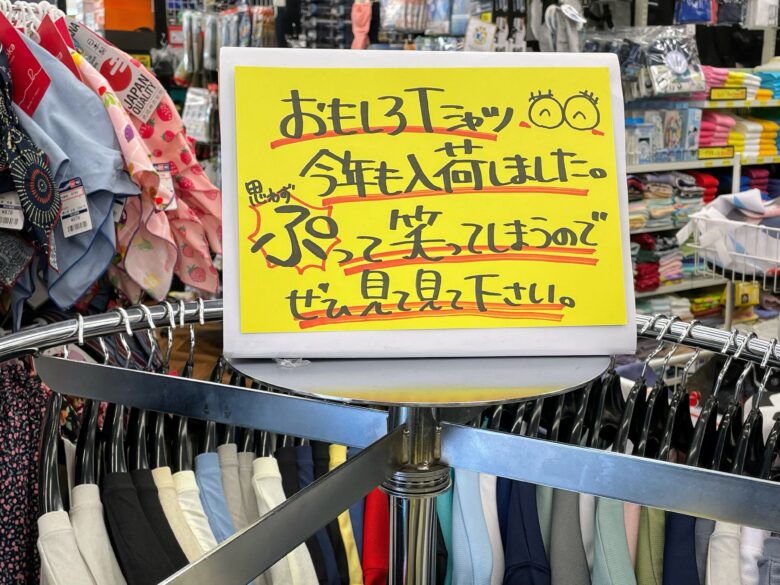 おもしろTシャツ
今年も入荷しました。
思わず
ぷって笑ってしまうので
ぜひ見て見て下さい。
JAPAN
QUALITY